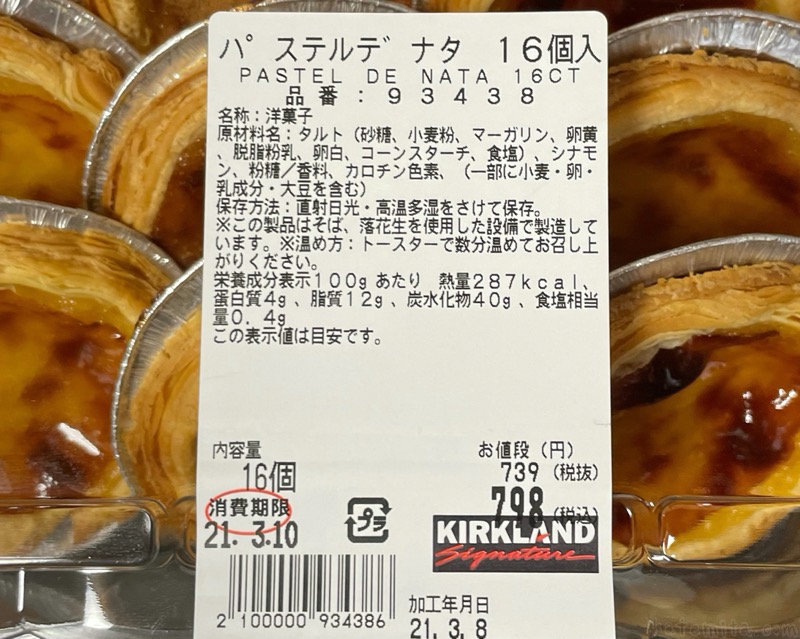 パステルデ ナタ 16個入
PASTEL DE NATA 16CT
品番:93438
名称:洋菓子
原材料名:タルト(砂糖、小麦粉、マーガリン、卵黄
、脱脂粉乳、卵白、コーンスターチ、食塩)、シナモ
ン、粉糖/香料、カロチン色素、(一部に小麦・卵・
乳成分・大豆を含む)
保存方法:直射日光・高温多湿をさけて保存。
※この製品はそば、落花生を使用した設備で製造して
います。※温め方:トースターで数分温めてお召し上
がりください。
栄養成分表示100gあたり 熱量287kcal、
蛋白質4g、脂質12g、炭水化物40g、食塩相当
量0.4g
この表示値は目安です。
内容量
16個
お値段(円)
739(税抜)
798(税込)
消費期限
21.3.10
プラ
KIRKLAND
Signature
2 100000 934386
加工年月日
21.3.8